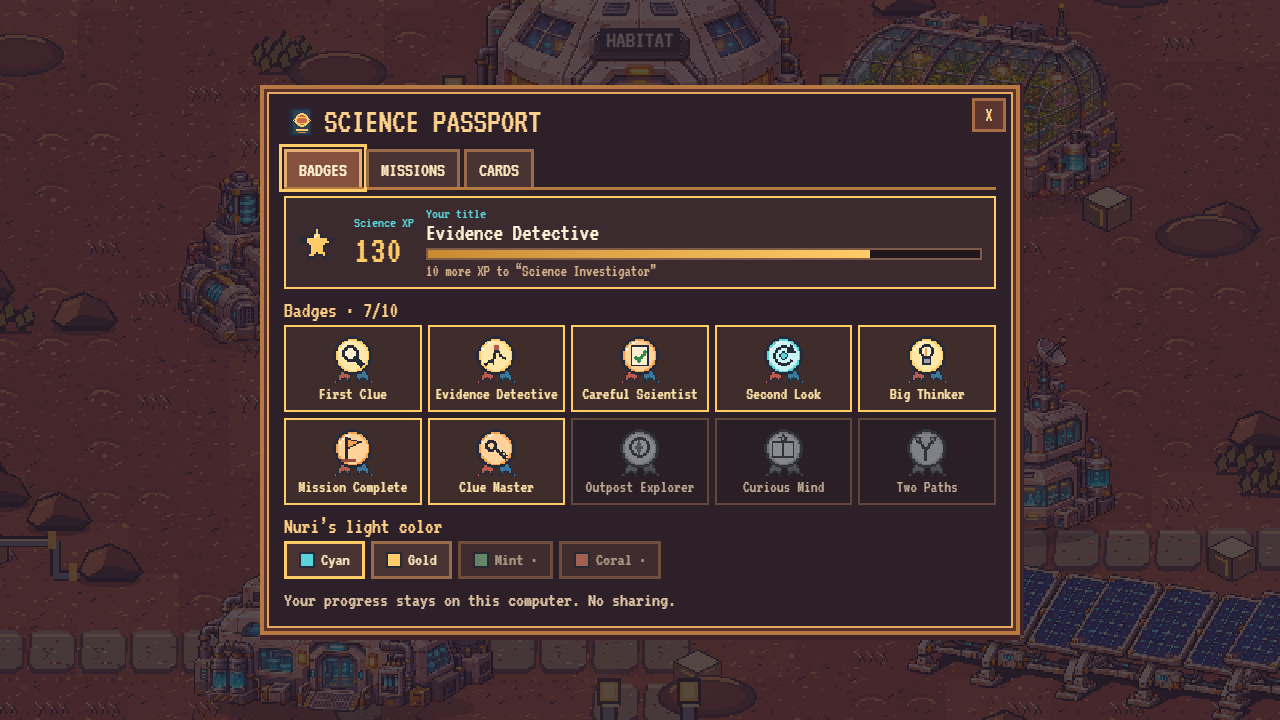 HABITAT
SCIENCE PASSPORT
X
BADGES MISSIONS CARDS
Your title
Science XP
Evidence Detective
130
10 more XP to “Science Investigator”
Badges · 7/10
First Clue Evidence Detective Careful Scientist Second Look Big Thinker
Mission Complete Clue Master Outpost Explorer Curious Mind Two Paths
Nuri's light color
Cyan Gold Mint · Coral ·
Your progress stays on this computer. No sharing.